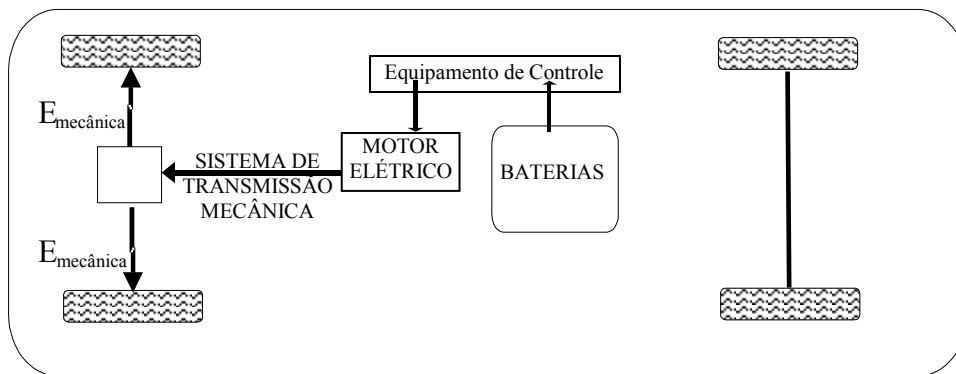 Equipamento de Controle
Emecânica
MOTOR
ELÉTRICO
SISTEMA DE
TRANSMISSÃO
MECÂNICA
BATERIAS
Emecânica